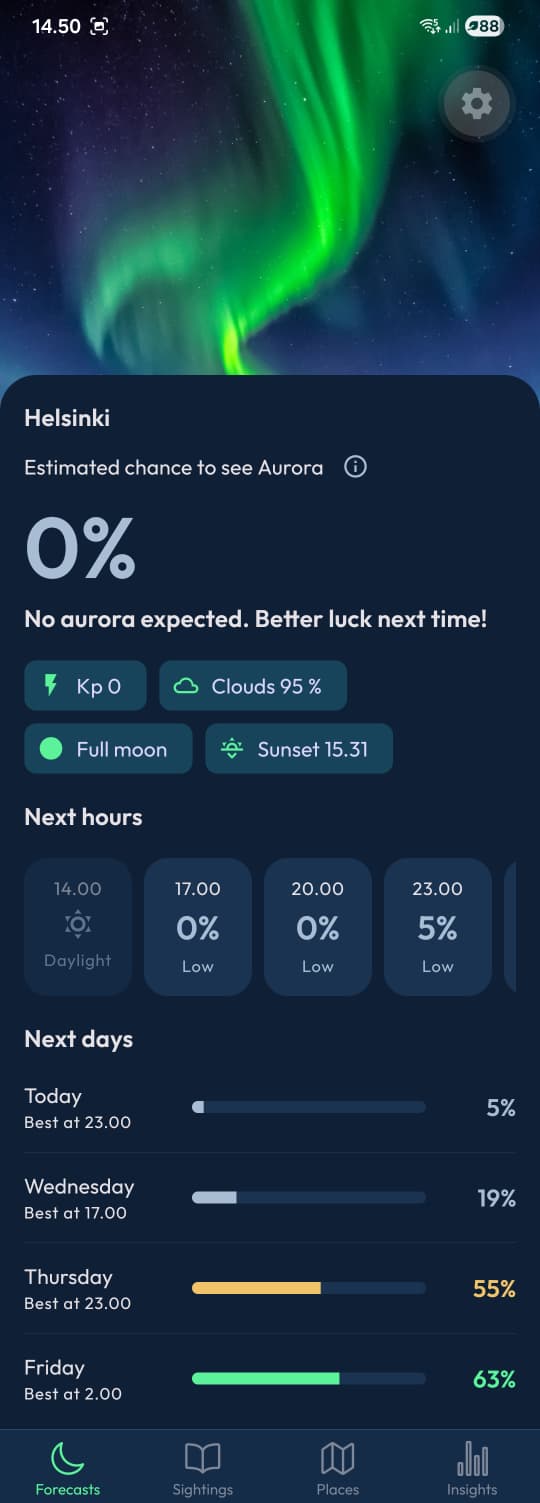 14.50
88
Helsinki
Estimated chance to see Aurora
0%
No aurora expected. Better luck next time!
Kp 0
Clouds 95 %
Full moon
Sunset 15.31
Next hours
14.00
Daylight
17.00
0%
Low
20.00
0%
Low
23.00
5%
Low
Next days
Today
Best at 23.00
5%
Wednesday
Best at 17.00
19%
Thursday
Best at 23.00
55%
Friday
Best at 2.00
63%
Forecasts
Sightings
Places
Insights